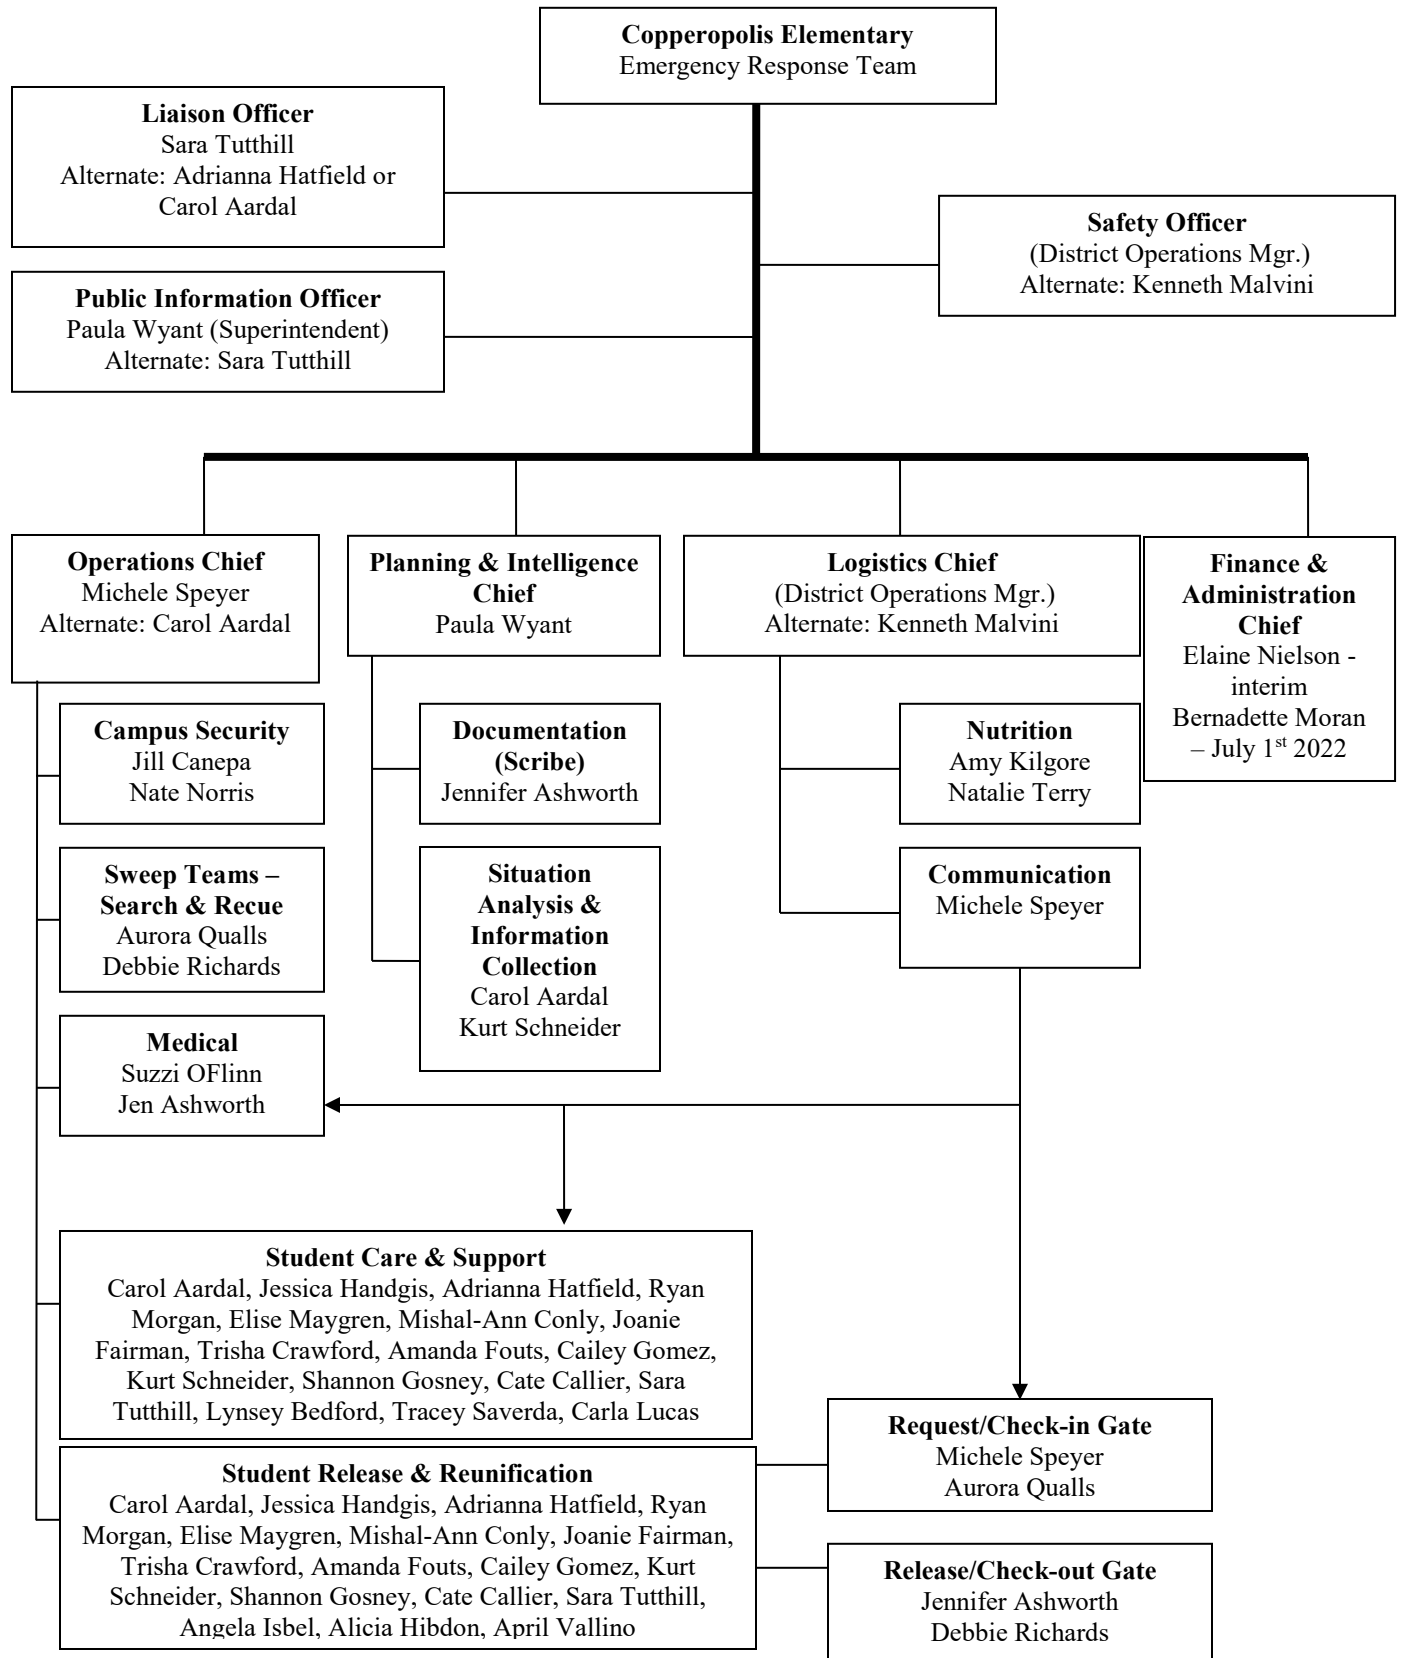 Copperopolis Elementary
Emergency Response Team
Liaison Officer
Sara Tutthill
Alternate: Adrianna Hatfield or
Carol Aardal
Safety Officer
(District Operations Mgr.)
Alternate: Kenneth Malvini
Public Information Officer
Paula Wyant (Superintendent)
Alternate: Sara Tutthill
Operations Chief
Michele Speyer
Alternate: Carol Aardal
Planning & Intelligence
Chief
Paula Wyant
Logistics Chief
(District Operations Mgr.)
Alternate: Kenneth Malvini
Finance &
Administration
Chief
Elaine Nielson -
interim
Bernadette Moran
– July 1st 2022
Campus Security
Jill Canepa
Nate Norris
Documentation
(Scribe)
Jennifer Ashworth
Nutrition
Amy Kilgore
Natalie Terry
Sweep Teams –
Search & Recue
Aurora Qualls
Debbie Richards
Situation
Analysis &
Information
Collection
Carol Aardal
Kurt Schneider
Communication
Michele Speyer
Medical
Suzzi OFlinn
Jen Ashworth
Student Care & Support
Carol Aardal, Jessica Handgis, Adrianna Hatfield, Ryan
Morgan, Elise Maygren, Mishal-Ann Conly, Joanie
Fairman, Trisha Crawford, Amanda Fouts, Cailey Gomez,
Kurt Schneider, Shannon Gosney, Cate Callier, Sara
Tutthill, Lynsey Bedford, Tracey Saverda, Carla Lucas
Request/Check-in Gate
Michele Speyer
Aurora Qualls
Student Release & Reunification
Carol Aardal, Jessica Handgis, Adrianna Hatfield, Ryan
Morgan, Elise Maygren, Mishal-Ann Conly, Joanie Fairman,
Trisha Crawford, Amanda Fouts, Cailey Gomez, Kurt
Schneider, Shannon Gosney, Cate Callier, Sara Tutthill,
Angela Isbel, Alicia Hibdon, April Vallino
Release/Check-out Gate
Jennifer Ashworth
Debbie Richards